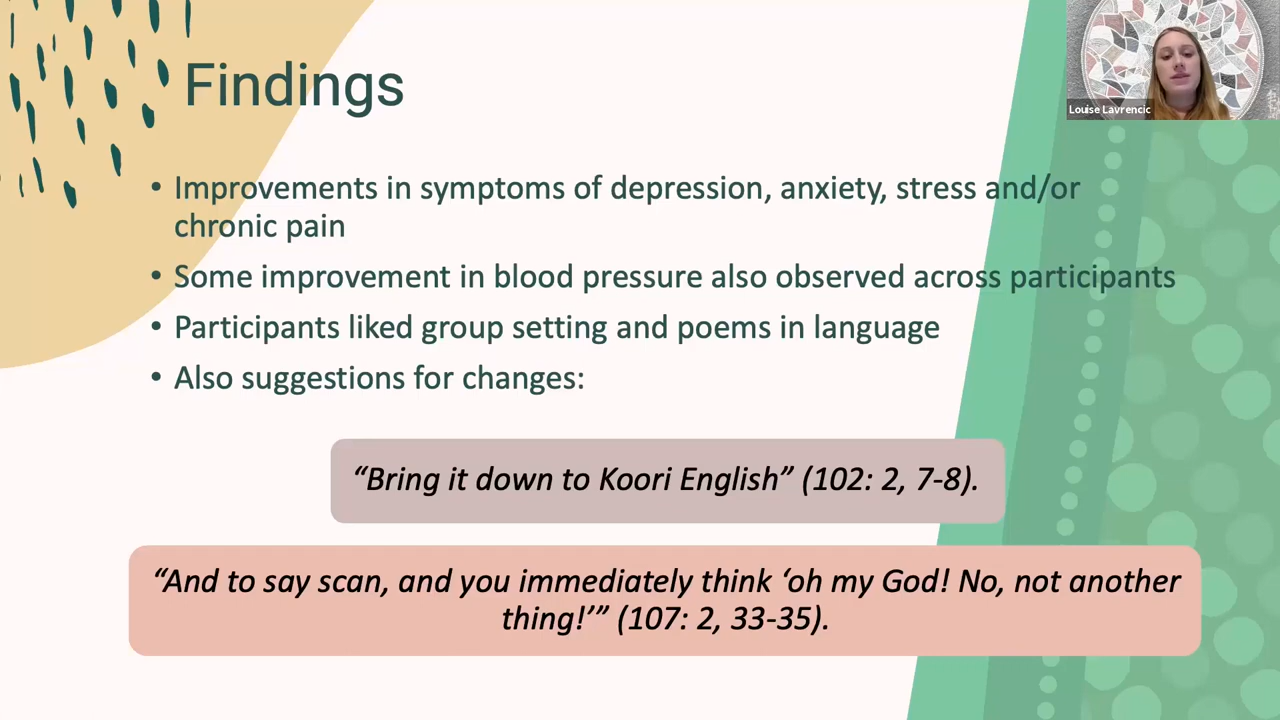 Findings
Louise Lavrencic
• Improvements in symptoms of depression, anxiety, stress and/or
chronic pain
• Some improvement in blood pressure also observed across participants
• Participants liked group setting and poems in language
• Also suggestions for changes:
“Bring it down to Koori English” (102: 2, 7-8).
“And to say scan, and you immediately think ‘oh my God! No, not another
thing!’” (107: 2, 33-35).